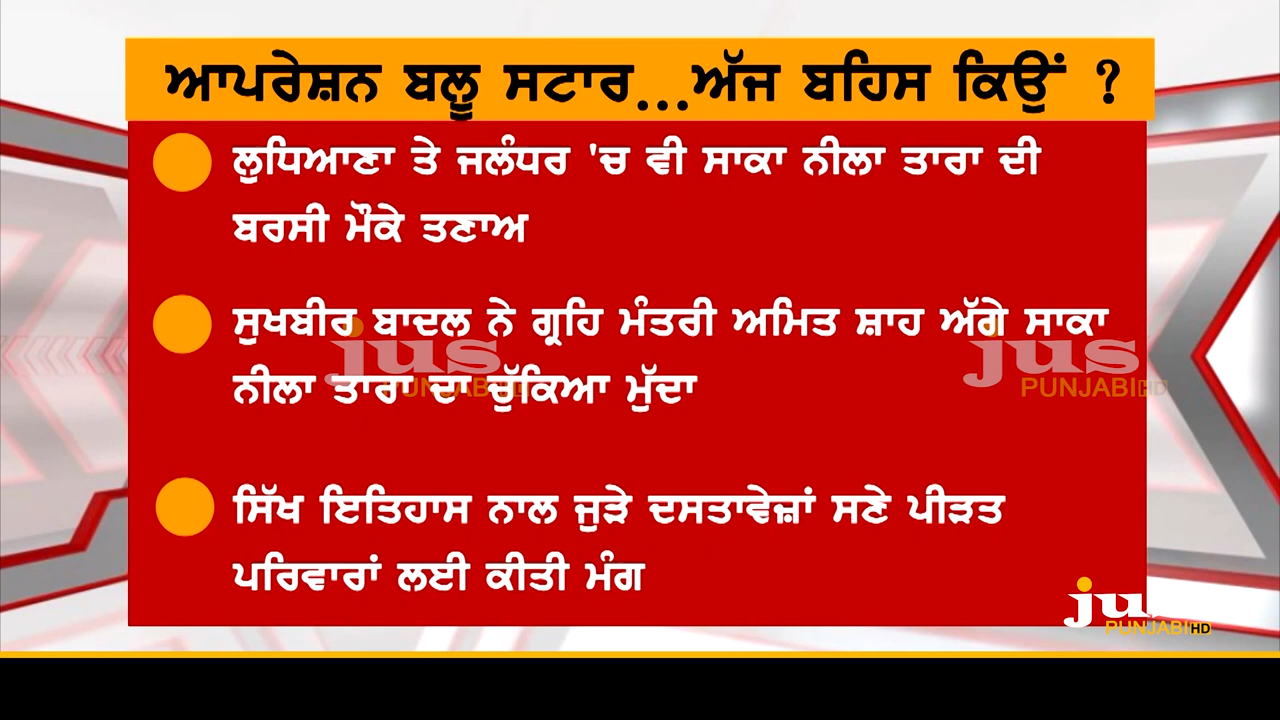 ਆਪਰੇਸ਼ਨ ਬਲੂ ਸਟਾਰ...ਅੱਜ ਬਹਿਸ ਕਿਉਂ ?
ਲੁਧਿਆਣਾ ਤੇ ਜਲੰਧਰ 'ਚ ਵੀ ਸਾਕਾ ਨੀਲਾ ਤਾਰਾ ਦੀ
ਬਰਸੀ ਮੌਕੇ ਤਣਾਅ
ਸੁਖਬੀਰ ਬਾਦਲ ਨੇ ਗ੍ਰਹਿ ਮੰਤਰੀ ਅਮਿਤ ਸ਼ਾਹ ਅੱਗੇ ਸਾਕਾ
ਨੀਲਾ ਤਾਰਾ ਦਾ ਚੁੱਕਿਆ ਮੁੱਦਾ
jus
PUNJABI HD
jus
PUNJABI HD
ਸਿੱਖ ਇਤਿਹਾਸ ਨਾਲ ਜੁੜੇ ਦਸਤਾਵੇਜ਼ਾਂ ਸਣੇ ਪੀੜਤ
ਪਰਿਵਾਰਾਂ ਲਈ ਕੀਤੀ ਮੰਗ
jus
PUNJABI HD